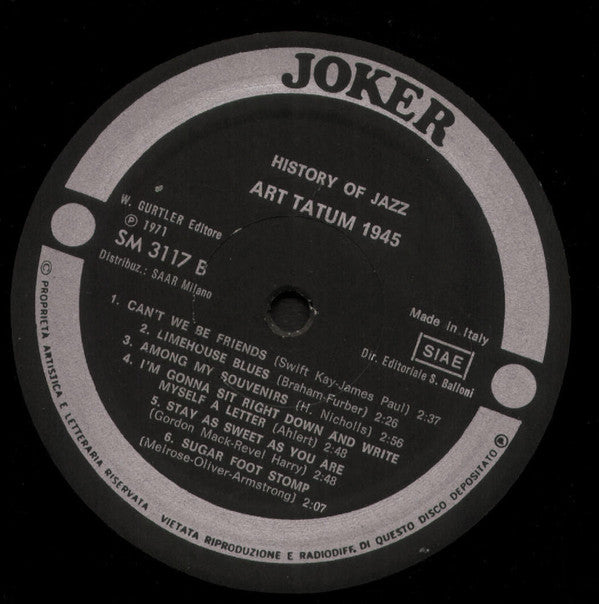 JOKER
HISTORY OF JAZZ
ART TATUM 1945
W. GURTLER Editore
℗ 1971
SM 3117 B
Distribuz.: SAAR Milano
Made in Italy
SIAE
Dir. Editoriale S. Balloni
1. CAN'T WE BE FRIENDS (Swift Kay-James Paul) 2:37
2. LIMEHOUSE BLUES (Braham-Furber) 2:26
3. AMONG MY SOUVENIRS (H. Nicholls) 2:56
4. I'M GONNA SIT RIGHT DOWN AND WRITE
MYSELF A LETTER (Ahlert) 2:48
5. STAY AS SWEET AS YOU ARE
(Gordon Mack-Revel Harry) 2:48
6. SUGAR FOOT STOMP
(Melrose-Oliver-Armstrong) 2:07
© PROPRIETA ARTISTICA E LETTERARIA RISERVATA VIETATA RIPRODUZIONE E RADIODIFF. DI QUESTO DISCO DEPOSITATO